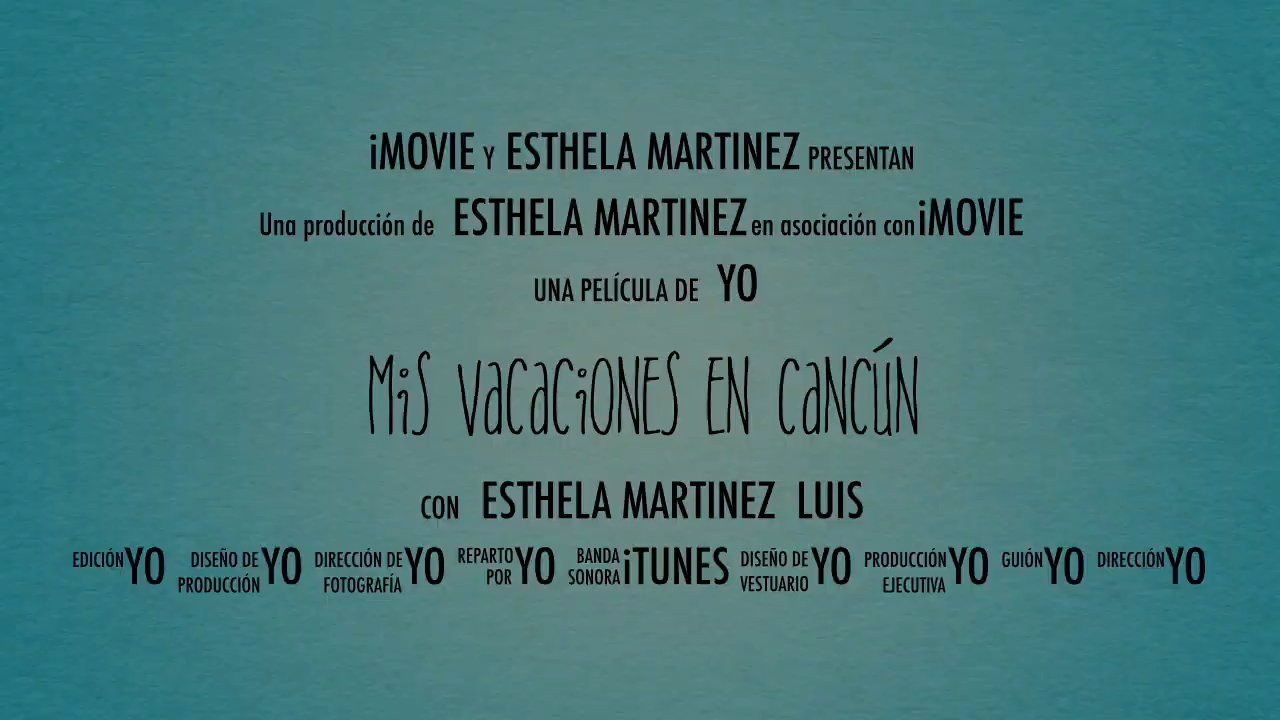 iMOVIE Y ESTHELA MARTINEZ PRESENTAN
Una producción de ESTHELA MARTINEZ en asociación con iMOVIE
UNA PELÍCULA DE YO
Mis vacaciones en Cancún
CON ESTHELA MARTINEZ LUIS
EDICIÓN YO DISEÑO DE PRODUCCIÓN YO DIRECCIÓN DE FOTOGRAFÍA YO REPARTO POR YO BANDA SONORA iTUNES DISEÑO DE VESTUARIO YO PRODUCCIÓN EJECUTIVA YO GUIÓN YO DIRECCIÓN YO